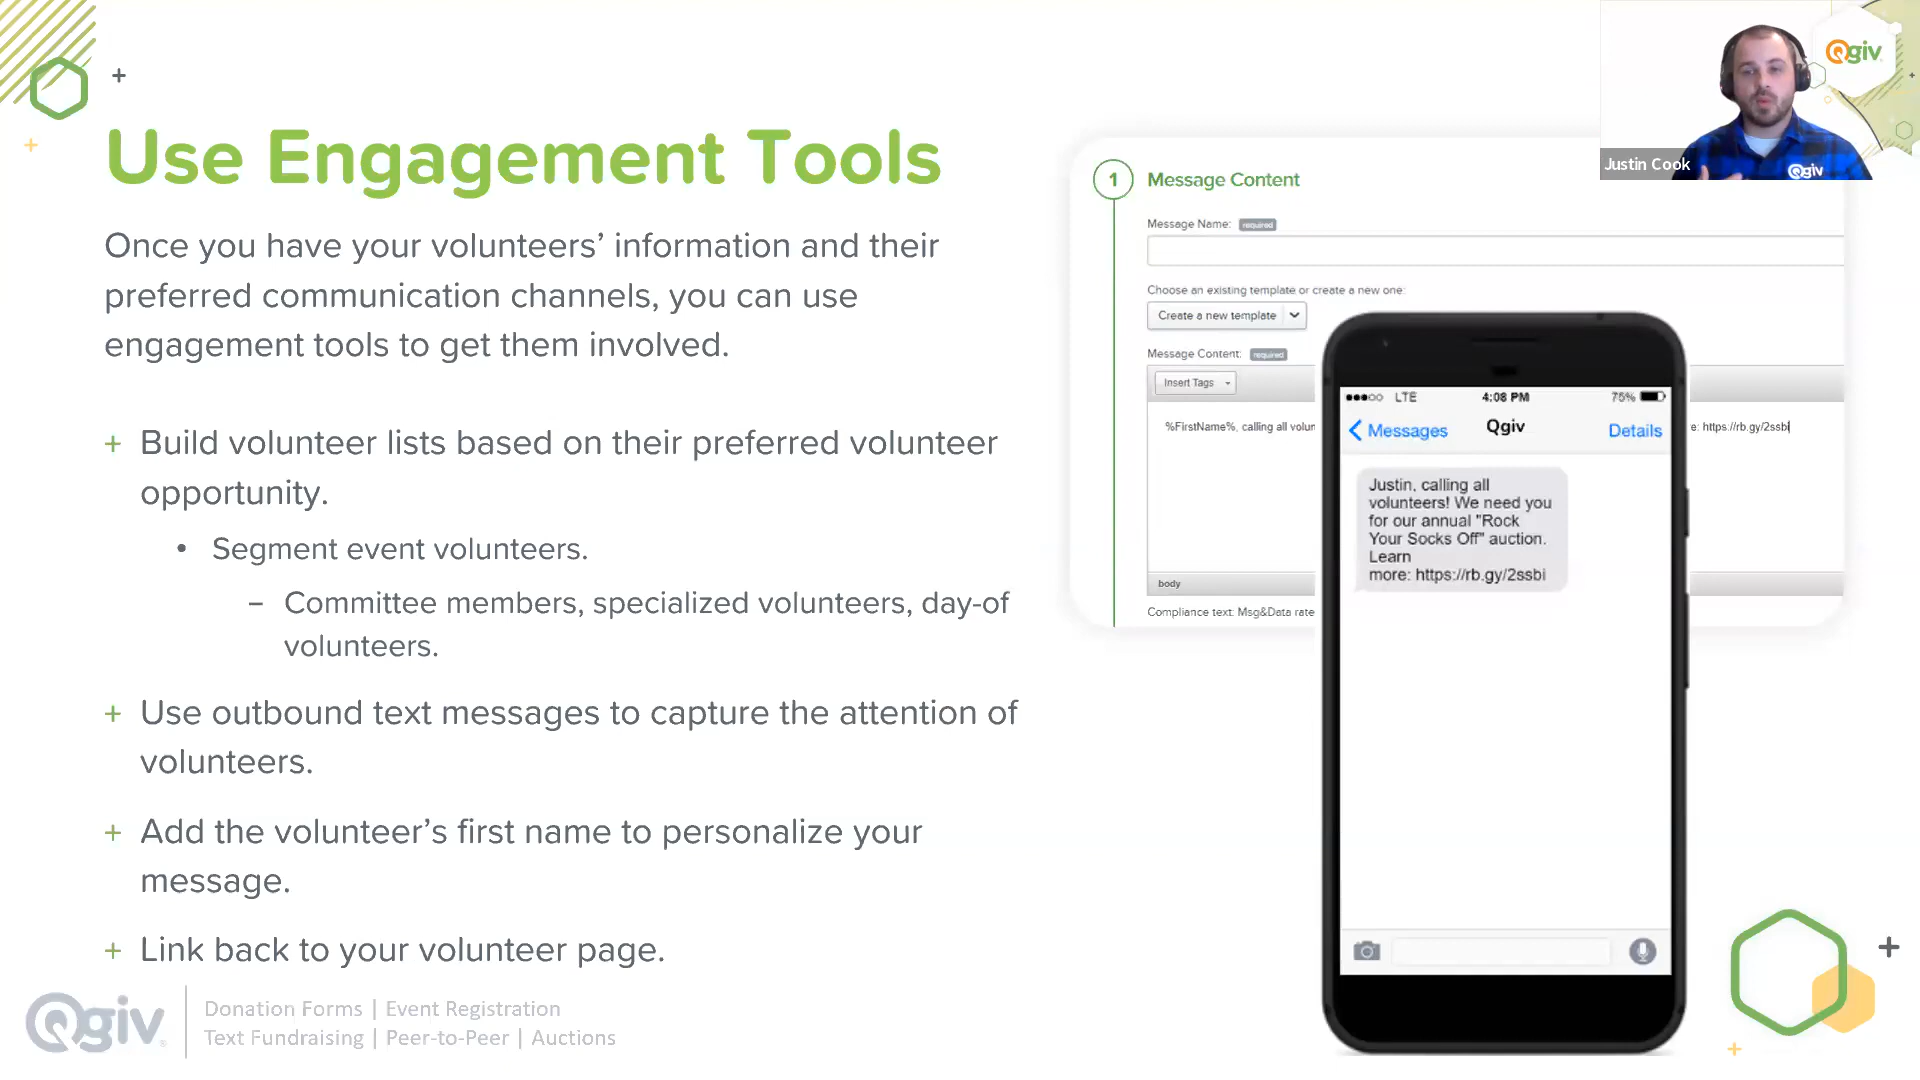 Use Engagement Tools
Once you have your volunteers’ information and their
preferred communication channels, you can use
engagement tools to get them involved.
+ Build volunteer lists based on their preferred volunteer
opportunity.
• Segment event volunteers.
– Committee members, specialized volunteers, day-of
volunteers.
+ Use outbound text messages to capture the attention of
volunteers.
+ Add the volunteer’s first name to personalize your
message.
+ Link back to your volunteer page.
Qgiv
Donation Forms | Event Registration
Text Fundraising | Peer-to-Peer | Auctions
1 Message Content
Message Name: required
Choose an existing template or create a new one:
Create a new template
Message Content: required
Insert Tags
%FirstName%, calling all volun
e: https://rb.gy/2ssbi
body
Compliance text: Msg&Data rate
LTE 4:08 PM 75%
Messages Qgiv Details
Justin, calling all
volunteers! We need you
for our annual "Rock
Your Socks Off" auction.
Learn
more: https://rb.gy/2ssbi
Qgiv
Justin Cook
Qgiv